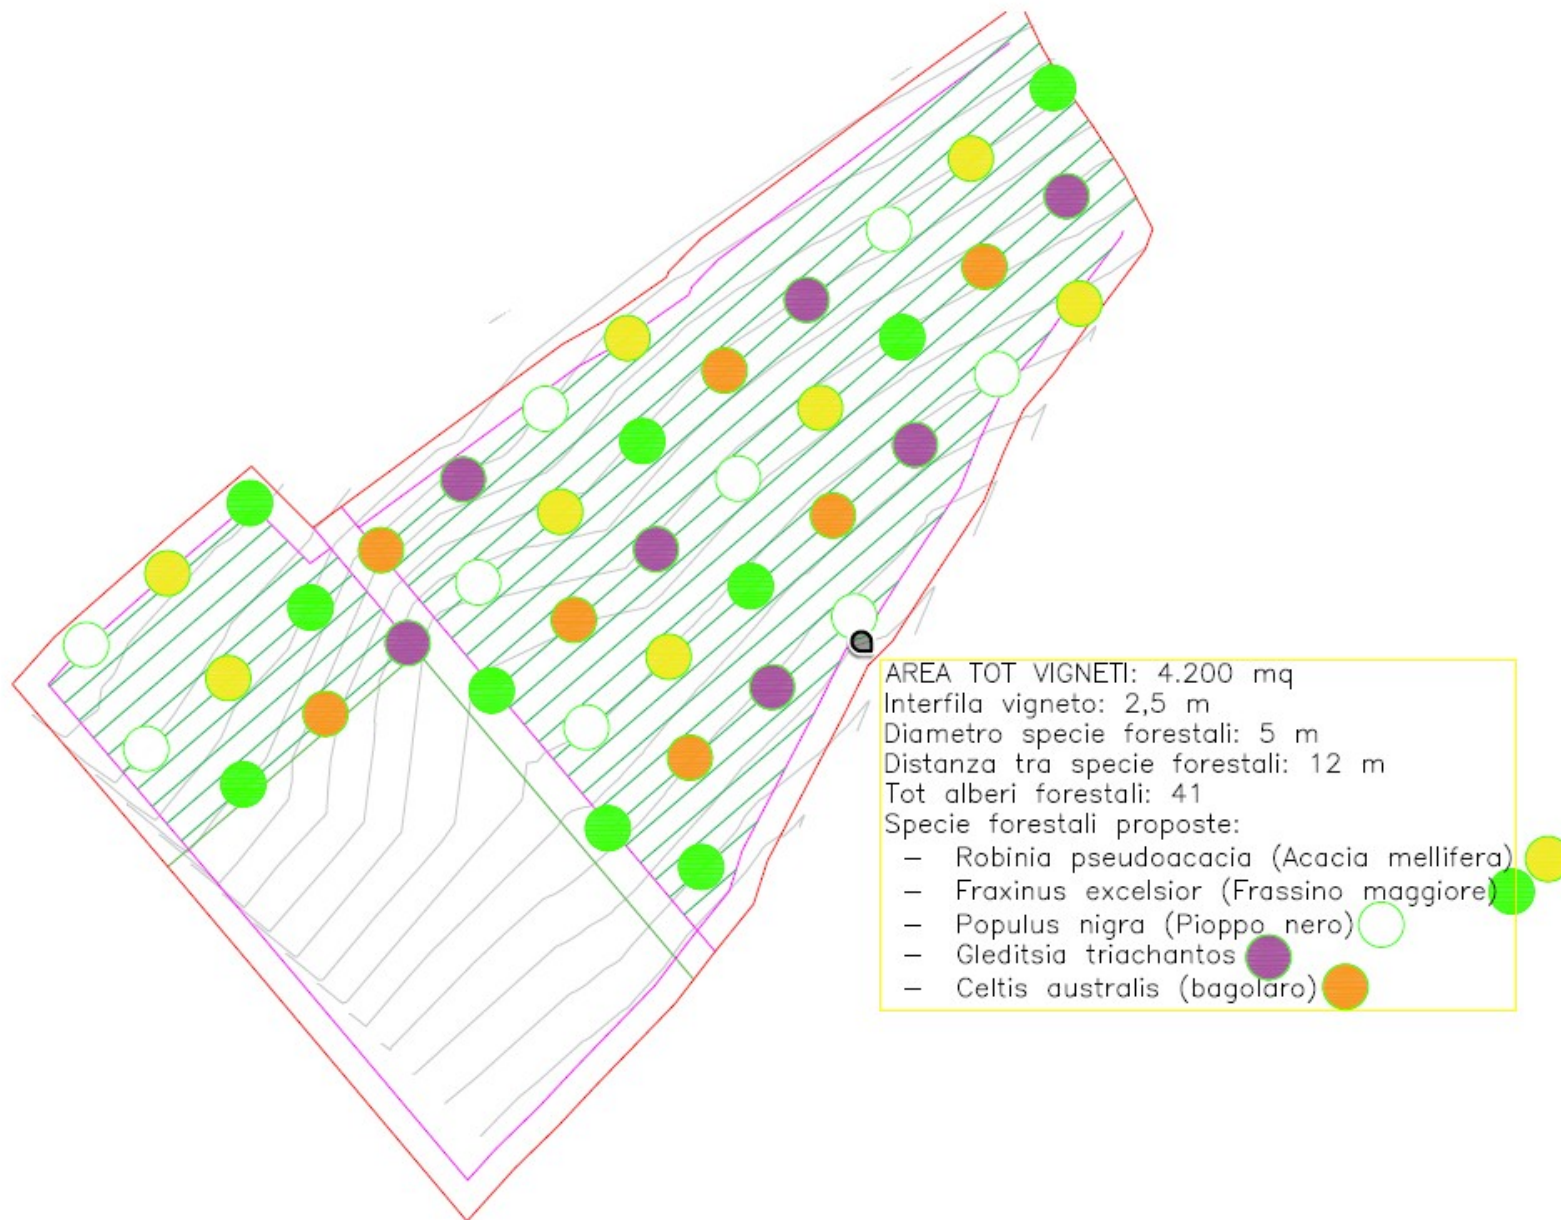 AREA TOT VIGNETI: 4.200 mq
Interfila vigneto: 2,5 m
Diametro specie forestali: 5 m
Distanza tra specie forestali: 12 m
Tot alberi forestali: 41
Specie forestali proposte:
– Robinia pseudoacacia (Acacia mellifera)
– Fraxinus excelsior (Frassino maggiore)
– Populus nigra (Pioppo nero)
– Gleditsia triachantos
– Celtis australis (bagolaro)